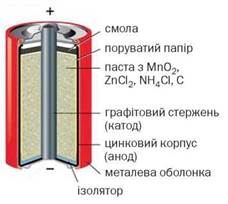 +
смола
поруватий папір
паста з MnO₂,
ZnCl₂, NH₄Cl, C
графітовий стержень
(катод)
цинковий корпус
(анод)
металева оболонка
−
ізолятор